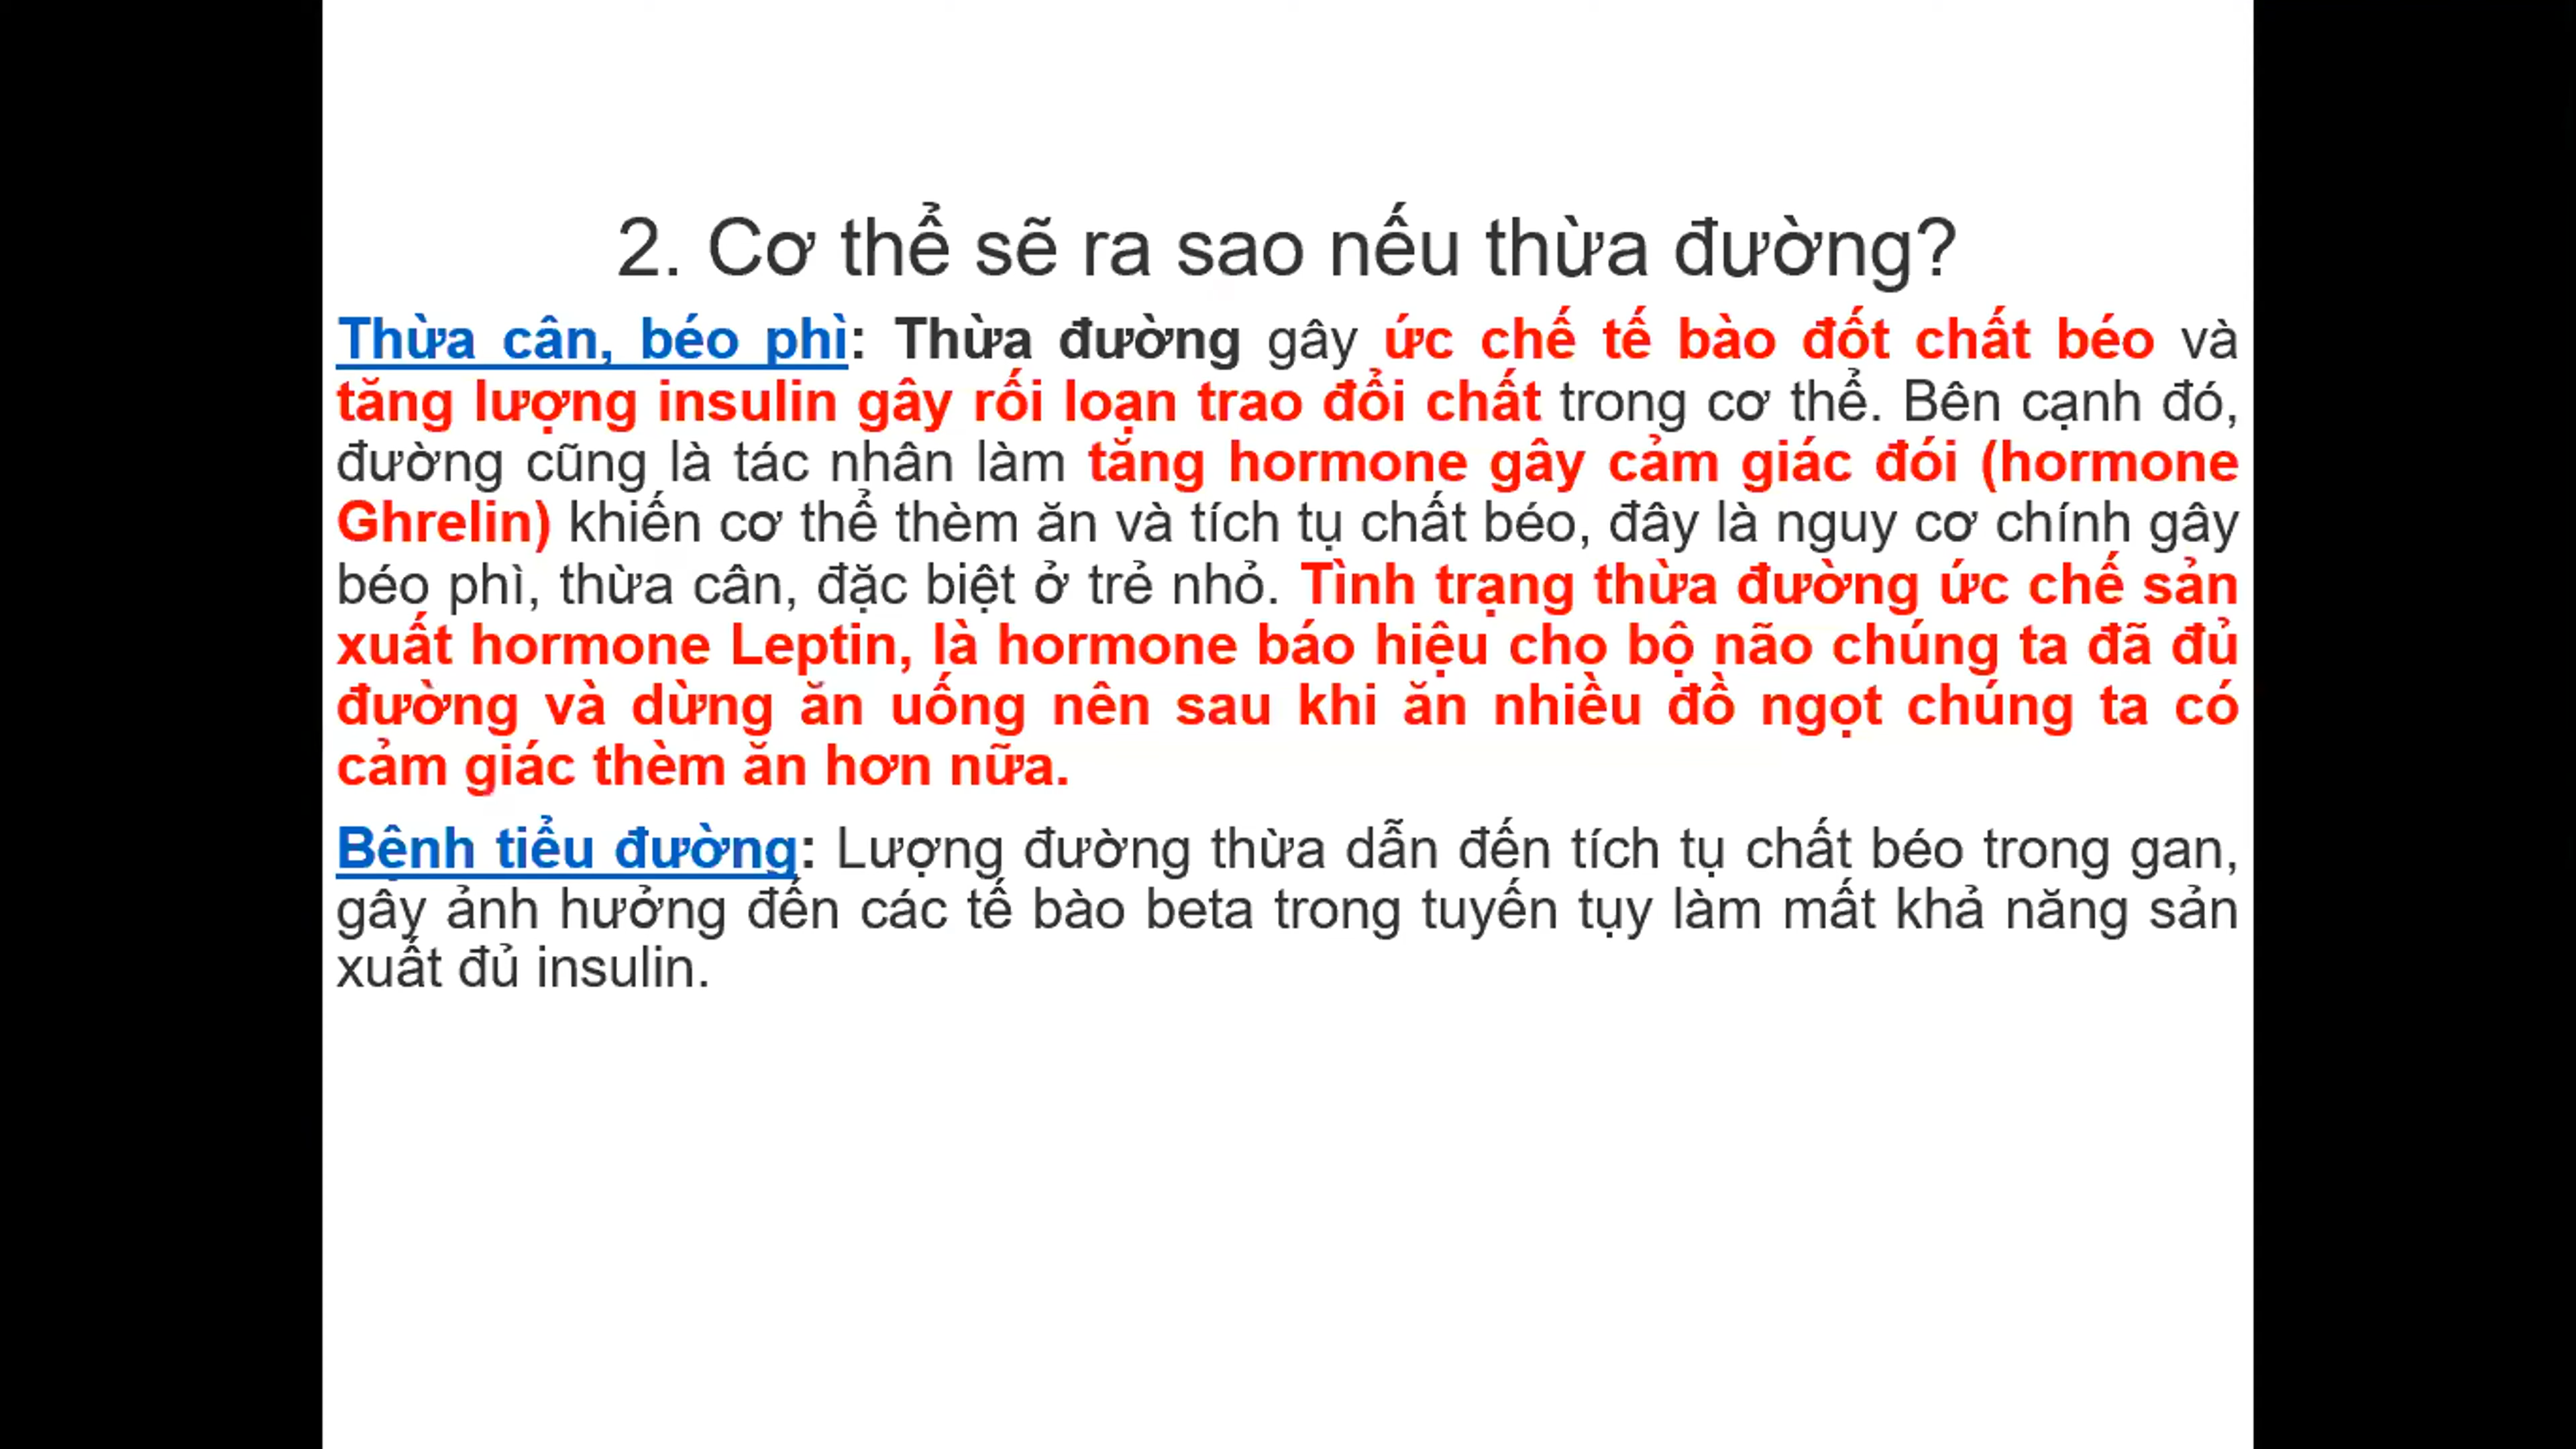 2. Cơ thể sẽ ra sao nếu thừa đường?
Thừa cân, béo phì: Thừa đường gây ức chế tế bào đốt chất béo và
tăng lượng insulin gây rối loạn trao đổi chất trong cơ thể. Bên cạnh đó,
đường cũng là tác nhân làm tăng hormone gây cảm giác đói (hormone
Ghrelin) khiến cơ thể thèm ăn và tích tụ chất béo, đây là nguy cơ chính gây
béo phì, thừa cân, đặc biệt ở trẻ nhỏ. Tình trạng thừa đường ức chế sản
xuất hormone Leptin, là hormone báo hiệu cho bộ não chúng ta đã đủ
đường và dừng ăn uống nên sau khi ăn nhiều đồ ngọt chúng ta có
cảm giác thèm ăn hơn nữa.
Bệnh tiểu đường: Lượng đường thừa dẫn đến tích tụ chất béo trong gan,
gây ảnh hưởng đến các tế bào beta trong tuyến tụy làm mất khả năng sản
xuất đủ insulin.